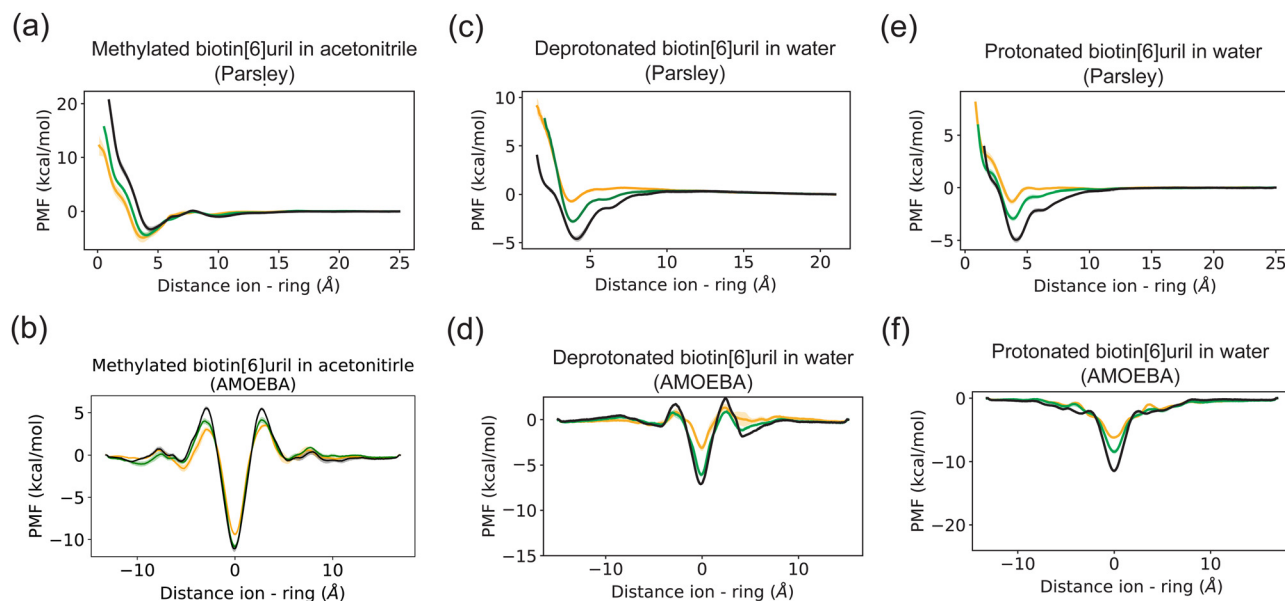 (a)
Methylated biotin[6]uril in acetonitrile
(Parsley)
PMF (kcal/mol)
20
10
0
0 5 10 15 20 25
Distance ion - ring (Å)
(c)
Deprotonated biotin[6]uril in water
(Parsley)
PMF (kcal/mol)
10
5
0
−5
5 10 15 20
Distance ion - ring (Å)
(e)
Protonated biotin[6]uril in water
(Parsley)
PMF (kcal/mol)
5
0
−5
0 5 10 15 20 25
Distance ion - ring (Å)
(b)
Methylated biotin[6]uril in acetonitirle
(AMOEBA)
PMF (kcal/mol)
5
0
−5
−10
−10 0 10
Distance ion - ring (Å)
(d)
Deprotonated biotin[6]uril in water
(AMOEBA)
PMF (kcal/mol)
0
−5
−10
−15
−10 0 10
Distance ion - ring (Å)
(f)
Protonated biotin[6]uril in water
(AMOEBA)
PMF (kcal/mol)
0
−10
−20
−10 0 10
Distance ion - ring (Å)